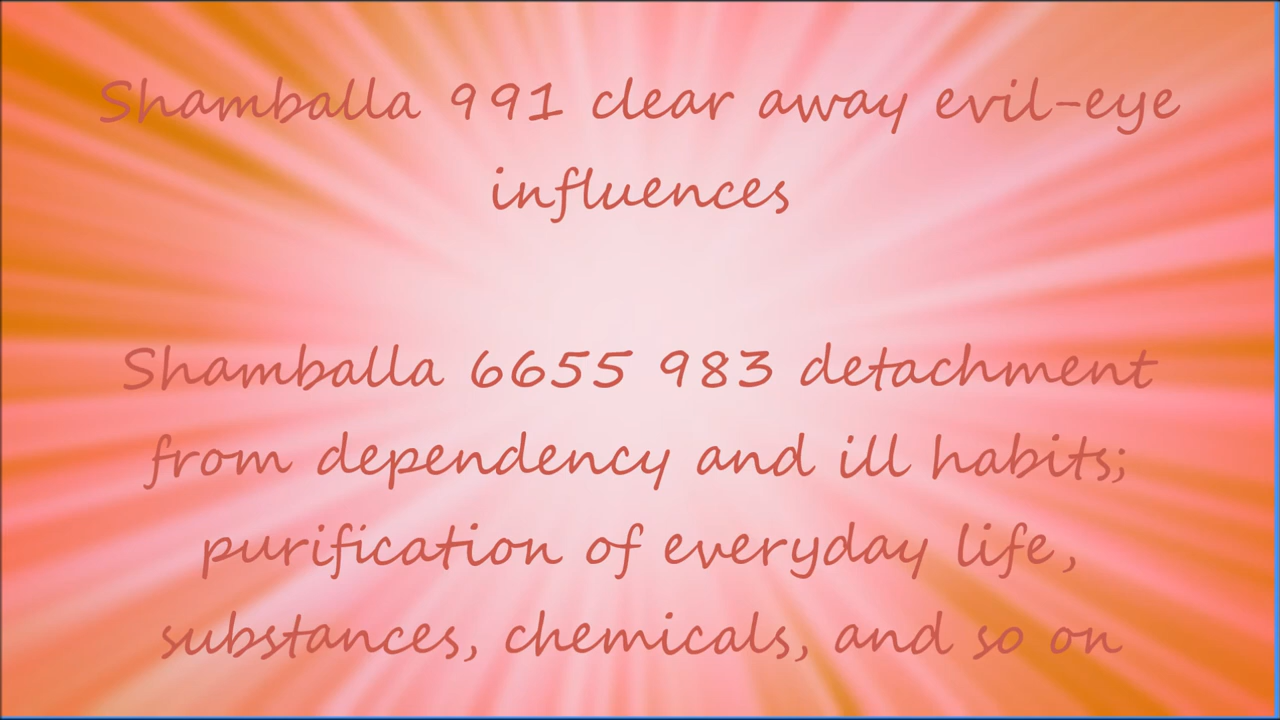 Shamballa 991 clear away evil-eye
influences
Shamballa 6655 983 detachment
from dependency and ill habits;
purification of everyday life,
substances, chemicals, and so on